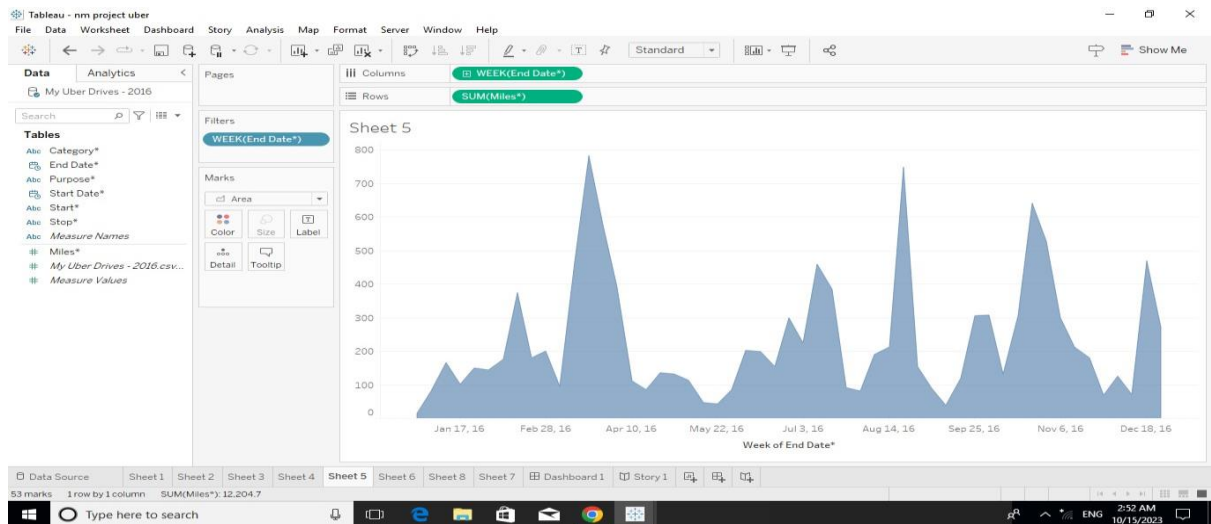 Tableau - nm project uber
File Data Worksheet Dashboard Story Analysis Map Format Server Window Help
Standard
Show Me
Data Analytics
My Uber Drives - 2016
Search
Tables
Abc Category*
End Date*
Abc Purpose*
Start Date*
Abc Start*
Abc Stop*
Abc Measure Names
# Miles*
# My Uber Drives - 2016.csv...
# Measure Values
Pages
Filters
WEEK(End Date*)
Marks
Area
Color Size Label
Detail Tooltip
Columns WEEK(End Date*)
Rows SUM(Miles*)
Sheet 5
800
700
600
500
400
300
200
100
0
Jan 17, 16 Feb 28, 16 Apr 10, 16 May 22, 16 Jul 3, 16 Aug 14, 16 Sep 25, 16 Nov 6, 16 Dec 18, 16
Week of End Date*
Data Source Sheet 1 Sheet 2 Sheet 3 Sheet 4 Sheet 5 Sheet 6 Sheet 8 Sheet 7 Dashboard 1 Story 1
53 marks 1 row by 1 column SUM(Miles*): 12,204.7
Type here to search
ENG
2:52 AM
10/15/2023